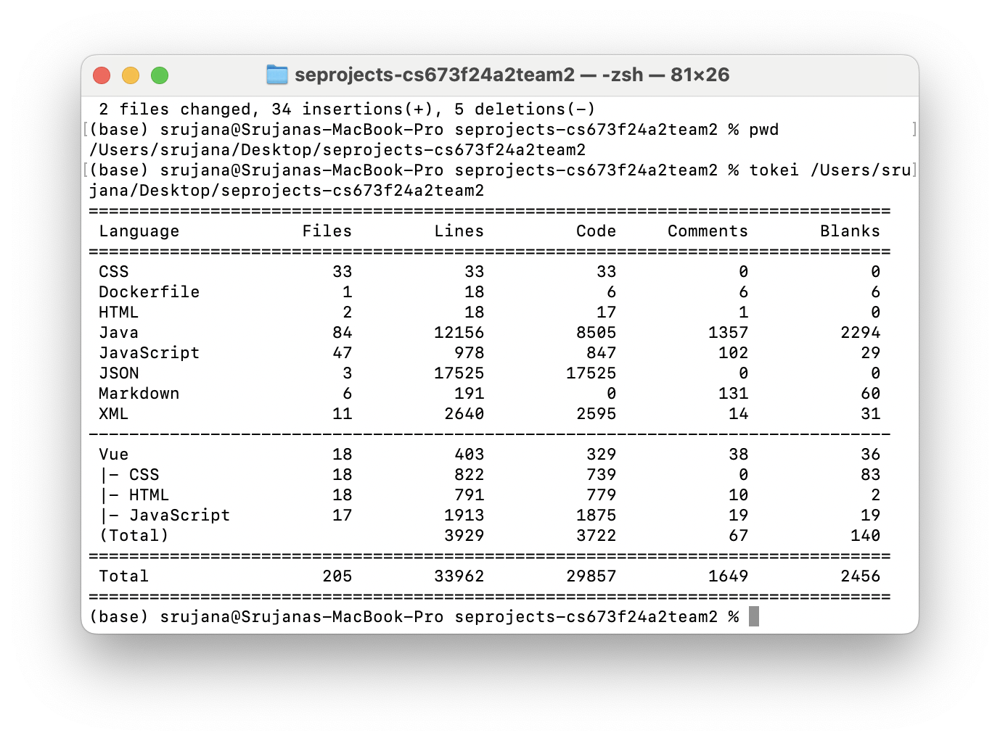 seprojects-cs673f24a2team2 — -zsh — 81×26
2 files changed, 34 insertions(+), 5 deletions(-)
[(base) srujana@Srujanas-MacBook-Pro seprojects-cs673f24a2team2 % pwd ]
/Users/srujana/Desktop/seprojects-cs673f24a2team2
[(base) srujana@Srujanas-MacBook-Pro seprojects-cs673f24a2team2 % tokei /Users/sru]
jana/Desktop/seprojects-cs673f24a2team2
===============================================================================
Language Files Lines Code Comments Blanks
===============================================================================
CSS 33 33 33 0 0
Dockerfile 1 18 6 6 6
HTML 2 18 17 1 0
Java 84 12156 8505 1357 2294
JavaScript 47 978 847 102 29
JSON 3 17525 17525 0 0
Markdown 6 191 0 131 60
XML 11 2640 2595 14 31
-------------------------------------------------------------------------------
Vue 18 403 329 38 36
|- CSS 18 822 739 0 83
|- HTML 18 791 779 10 2
|- JavaScript 17 1913 1875 19 19
(Total) 3929 3722 67 140
===============================================================================
Total 205 33962 29857 1649 2456
===============================================================================
(base) srujana@Srujanas-MacBook-Pro seprojects-cs673f24a2team2 %